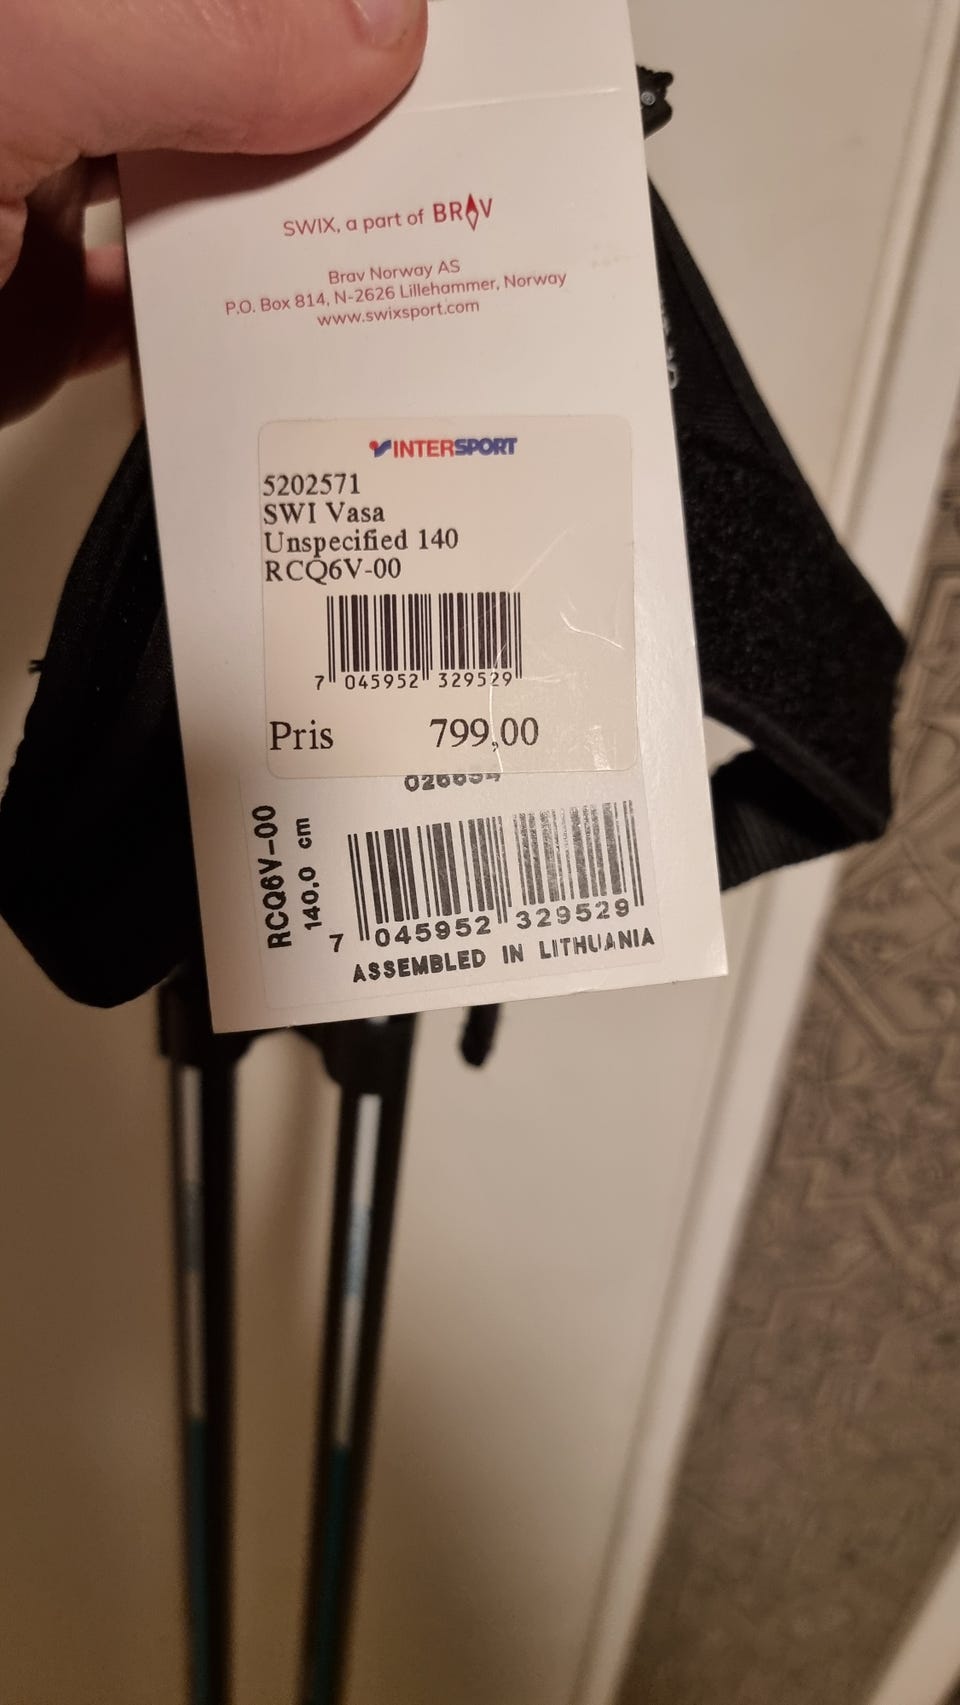 SWIX, a part of BRAV
Brav Norway AS
P.O. Box 814, N-2626 Lillehammer, Norway
www.swixsport.com
INTERSPORT
5202571
SWI Vasa
Unspecified 140
RCQ6V-00
7 045952 329529
Pris 799,00
RCQ6V-00
140.0 cm
7 045952 329529
ASSEMBLED IN LITHUANIA